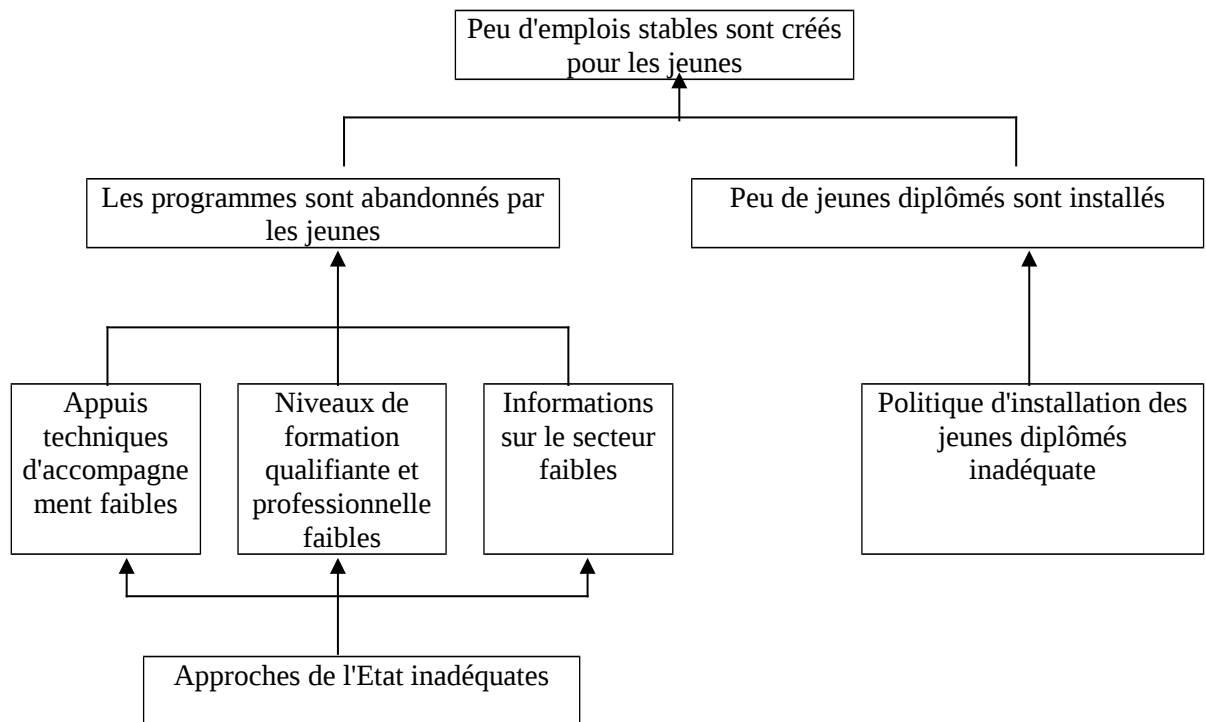 Peu d'emplois stables sont créés
pour les jeunes
Les programmes sont abandonnés par
les jeunes
Peu de jeunes diplômés sont installés
Appuis
techniques
d'accompagne
ment faibles
Niveaux de
formation
qualifiante et
professionnelle
faibles
Informations
sur le secteur
faibles
Politique d'installation des
jeunes diplômés
inadéquate
Approches de l'Etat inadéquates